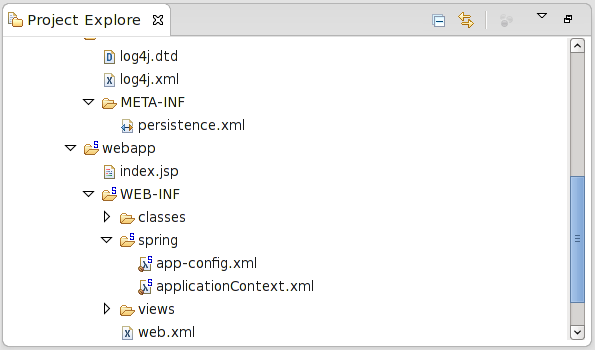 Project Explore
log4j.dtd
log4j.xml
META-INF
persistence.xml
webapp
index.jsp
WEB-INF
classes
spring
app-config.xml
applicationContext.xml
views
web.xml